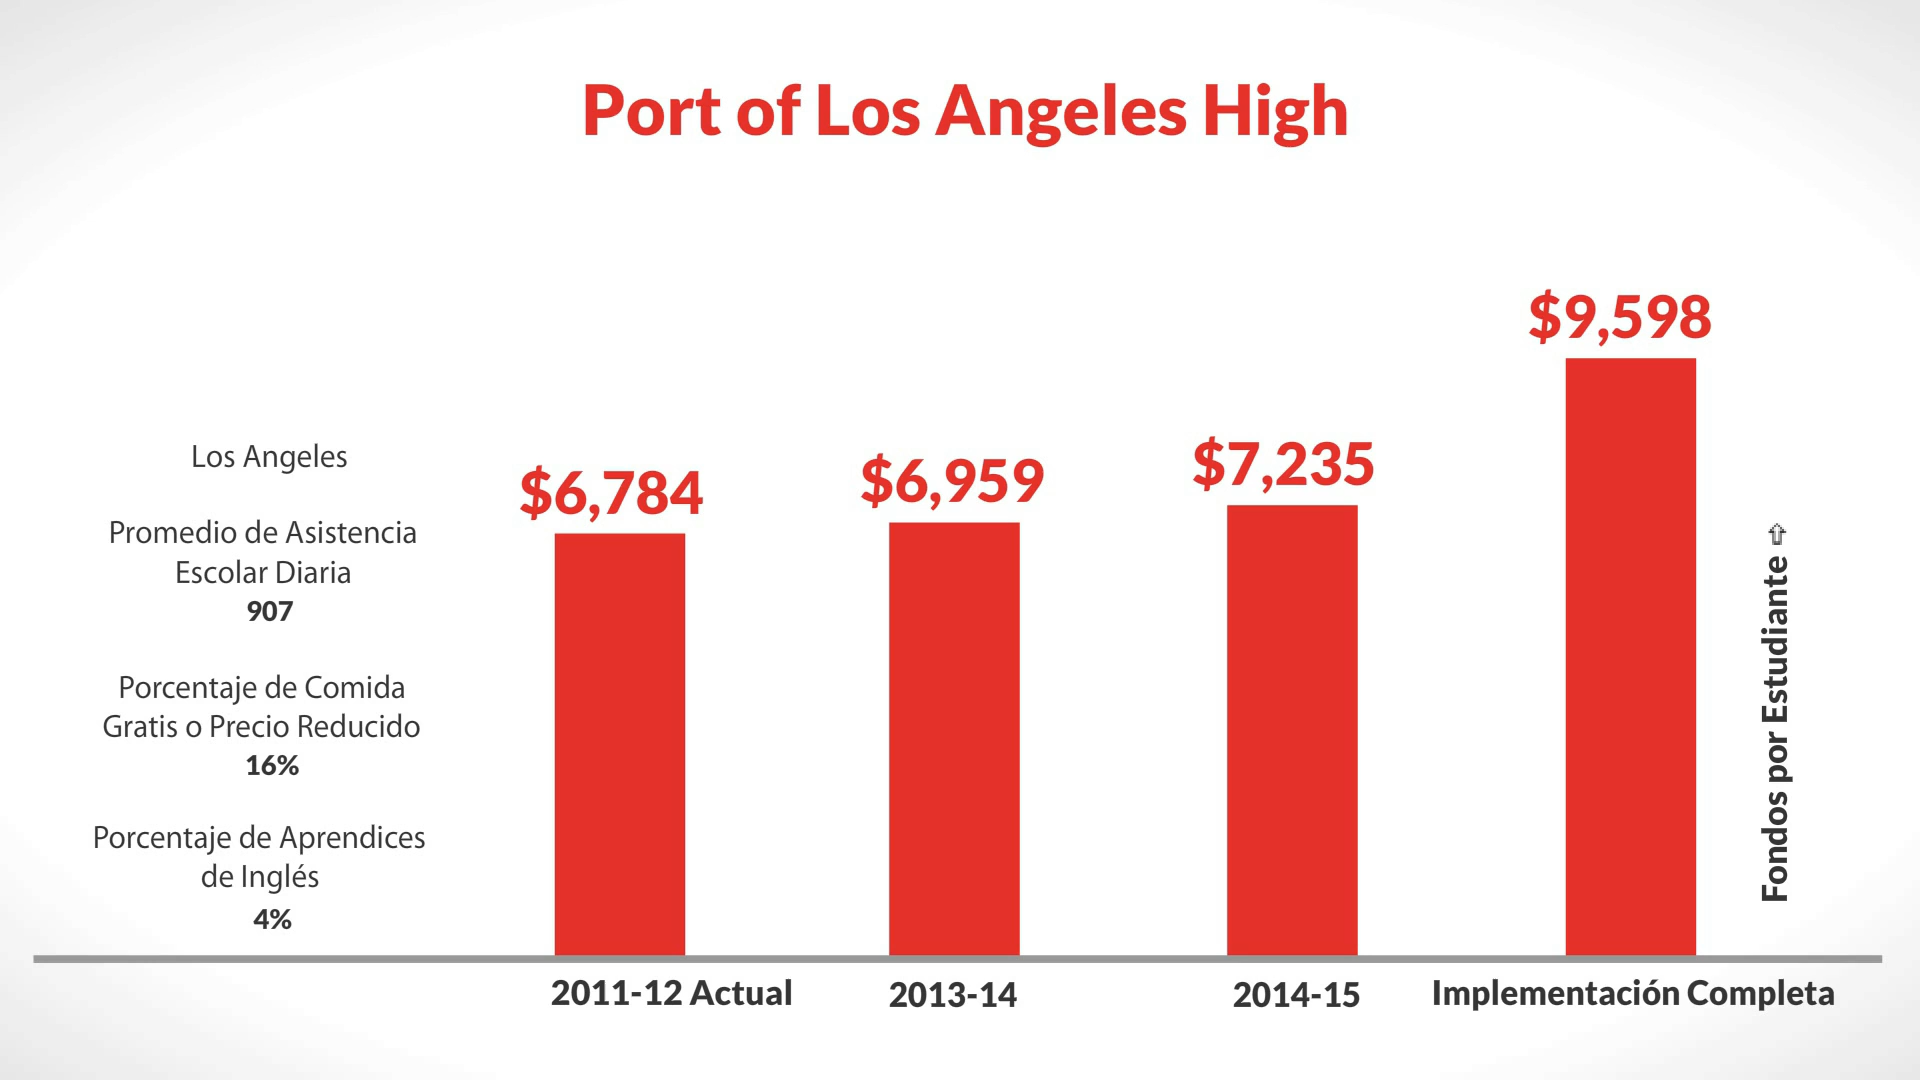 Port of Los Angeles High
$9,598
$7,235
$6,959
$6,784
Los Angeles
Promedio de Asistencia
Escolar Diaria
907
Porcentaje de Comida
Gratis o Precio Reducido
16%
Porcentaje de Aprendices
de Inglés
4%
Fondos por Estudiante ⇧
2011-12 Actual
2013-14
2014-15
Implementación Completa